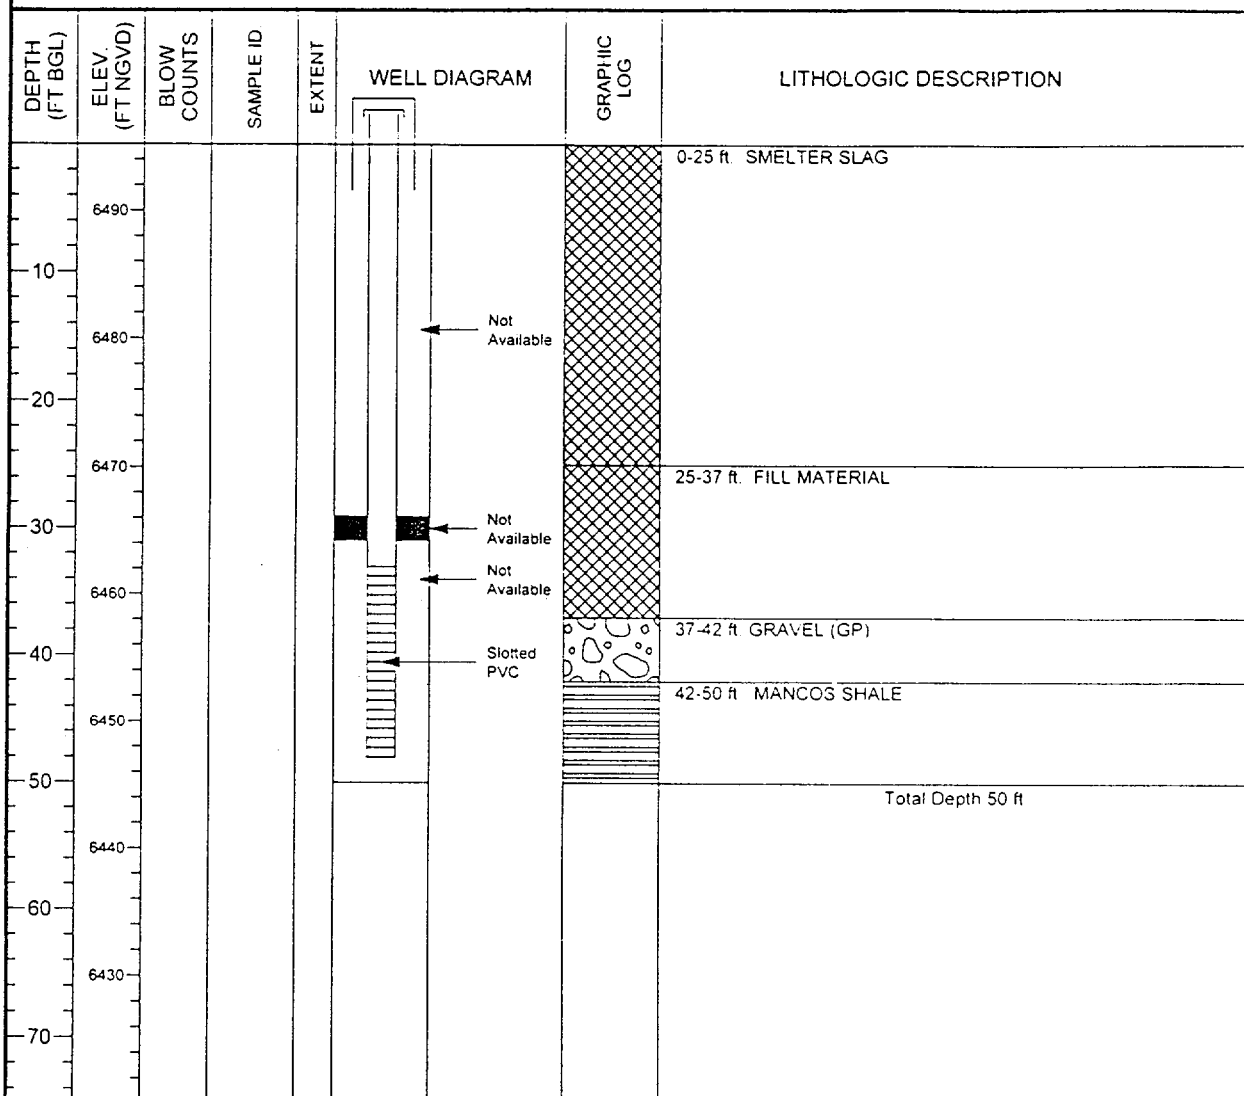 DEPTH
(FT BGL)
ELEV.
(FT NGVD)
BLOW
COUNTS
SAMPLE ID
EXTENT
WELL DIAGRAM
GRAPHIC
LOG
LITHOLOGIC DESCRIPTION
0-25 ft. SMELTER SLAG
6490
10
Not
Available
6480
20
6470
25-37 ft. FILL MATERIAL
Not
Available
30
Not
Available
6460
37-42 ft. GRAVEL (GP)
Slotted
PVC
40
42-50 ft MANCOS SHALE
6450
50
Total Depth 50 ft
6440
60
6430
70